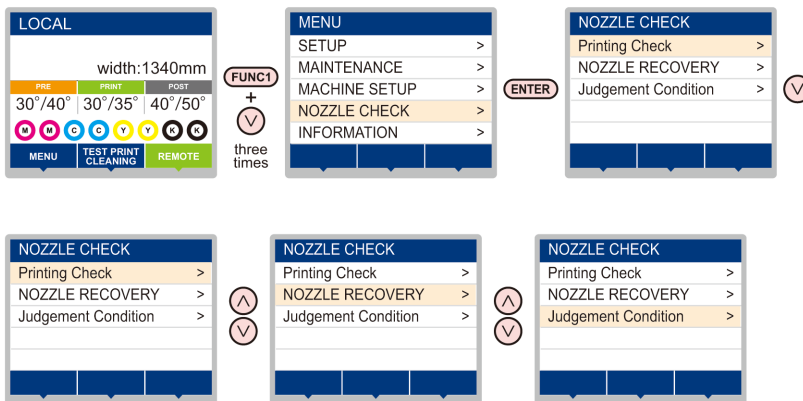 LOCAL
width:1340mm
PRE PRINT POST
30°/40° 30°/35° 40°/50°
M M C C Y Y K K
MENU TEST PRINT CLEANING REMOTE
FUNC1
+
three
times
MENU
SETUP >
MAINTENANCE >
MACHINE SETUP >
NOZZLE CHECK >
INFORMATION >
ENTER
NOZZLE CHECK
Printing Check >
NOZZLE RECOVERY >
Judgement Condition >
NOZZLE CHECK
Printing Check >
NOZZLE RECOVERY >
Judgement Condition >
NOZZLE CHECK
Printing Check >
NOZZLE RECOVERY >
Judgement Condition >
NOZZLE CHECK
Printing Check >
NOZZLE RECOVERY >
Judgement Condition >